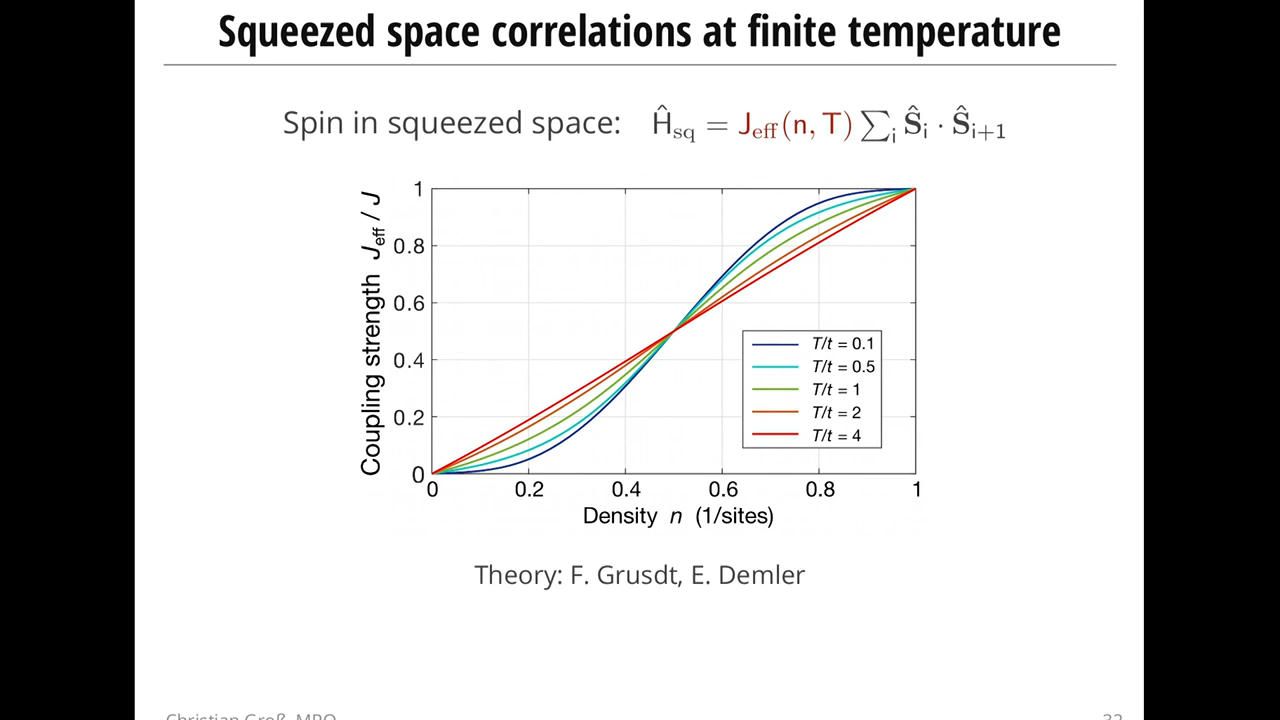 Squeezed space correlations at finite temperature
Spin in squeezed space: Ĥ_sq = J_eff(n, T) ∑_i Ŝ_i · Ŝ_{i+1}
Coupling strength J_eff / J
1
0.8
0.6
0.4
0.2
0
T/t = 0.1
T/t = 0.5
T/t = 1
T/t = 2
T/t = 4
0 0.2 0.4 0.6 0.8 1
Density n (1/sites)
Theory: F. Grusdt, E. Demler
Christian Groß, MPQ 32